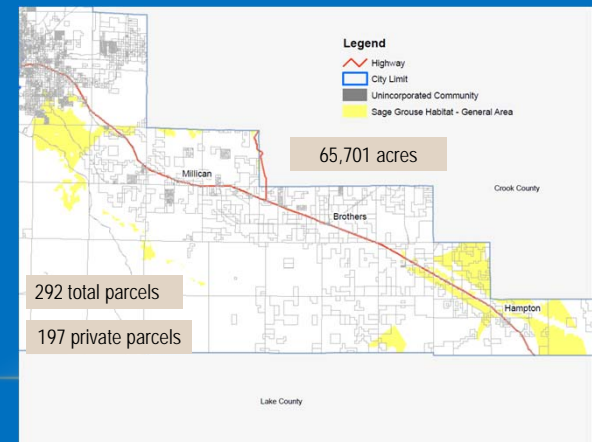 Legend
Highway
City Limit
Unincorporated Community
Sage Grouse Habitat - General Area
65,701 acres
Millican
Crook County
Brothers
292 total parcels
Hampton
197 private parcels
Lake County